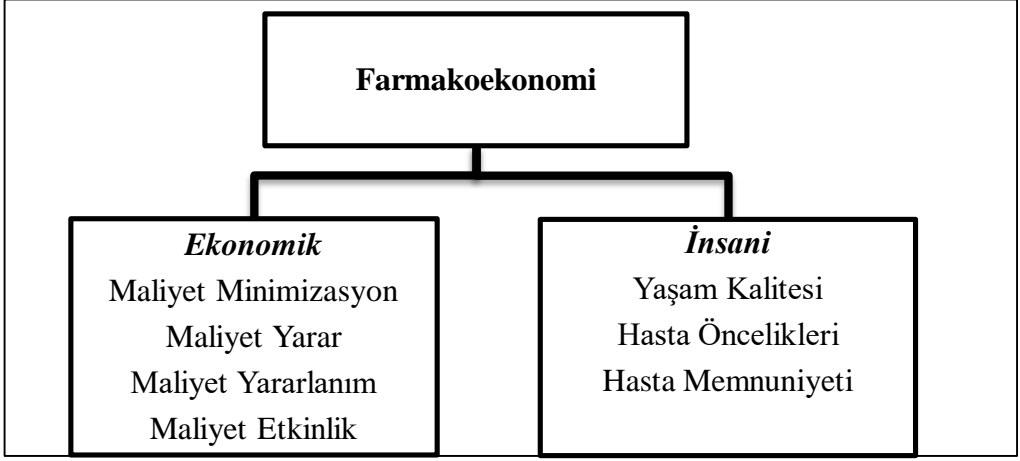 Farmakoekonomi
Ekonomik
Maliyet Minimizasyon
Maliyet Yarar
Maliyet Yararlanım
Maliyet Etkinlik
İnsani
Yaşam Kalitesi
Hasta Öncelikleri
Hasta Memnuniyeti